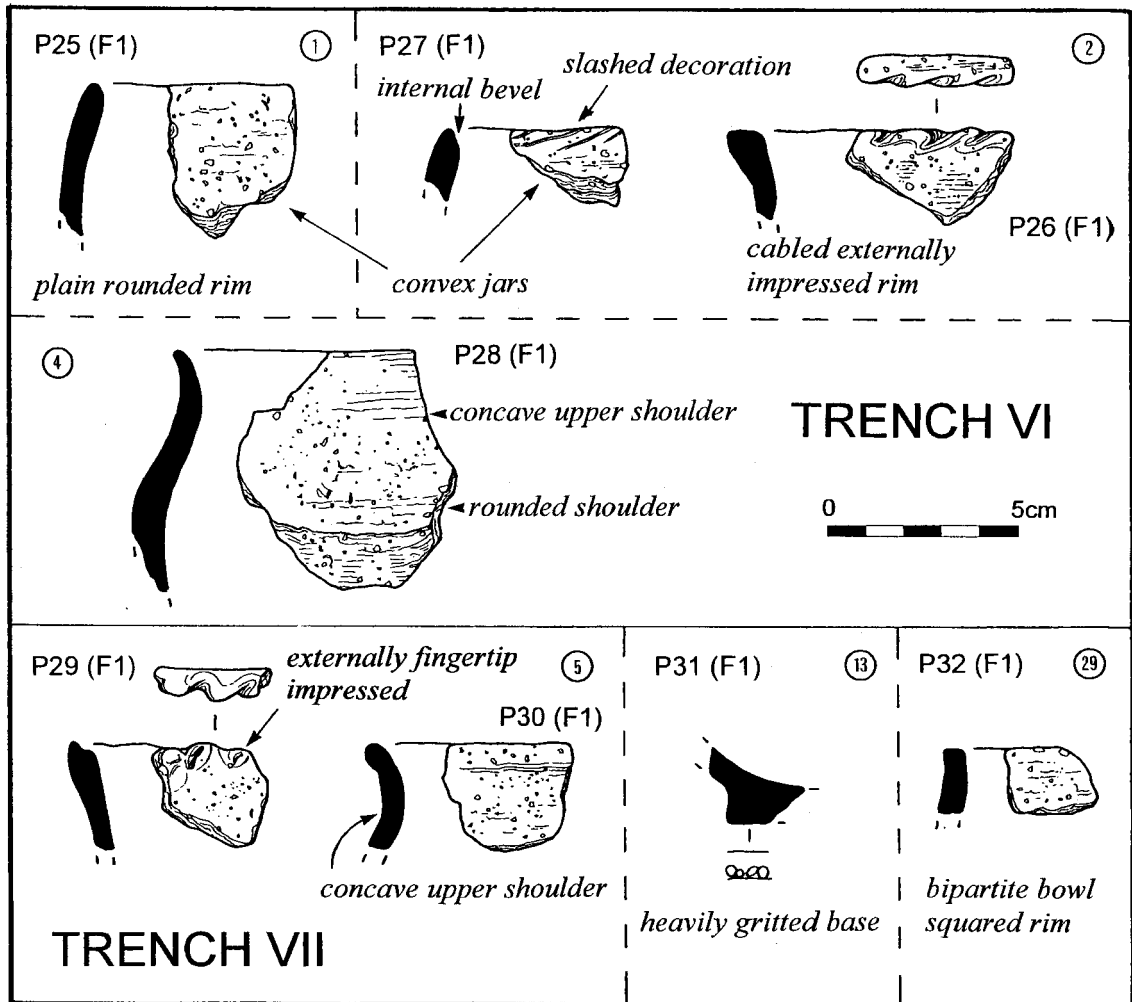 P25 (F1)
1
plain rounded rim
P27 (F1)
internal bevel
slashed decoration
convex jars
2
P26 (F1)
cabled externally
impressed rim
4
P28 (F1)
concave upper shoulder
rounded shoulder
TRENCH VI
0 5cm
P29 (F1)
externally fingertip
impressed
5
P30 (F1)
concave upper shoulder
TRENCH VII
P31 (F1)
13
heavily gritted base
P32 (F1)
29
bipartite bowl
squared rim